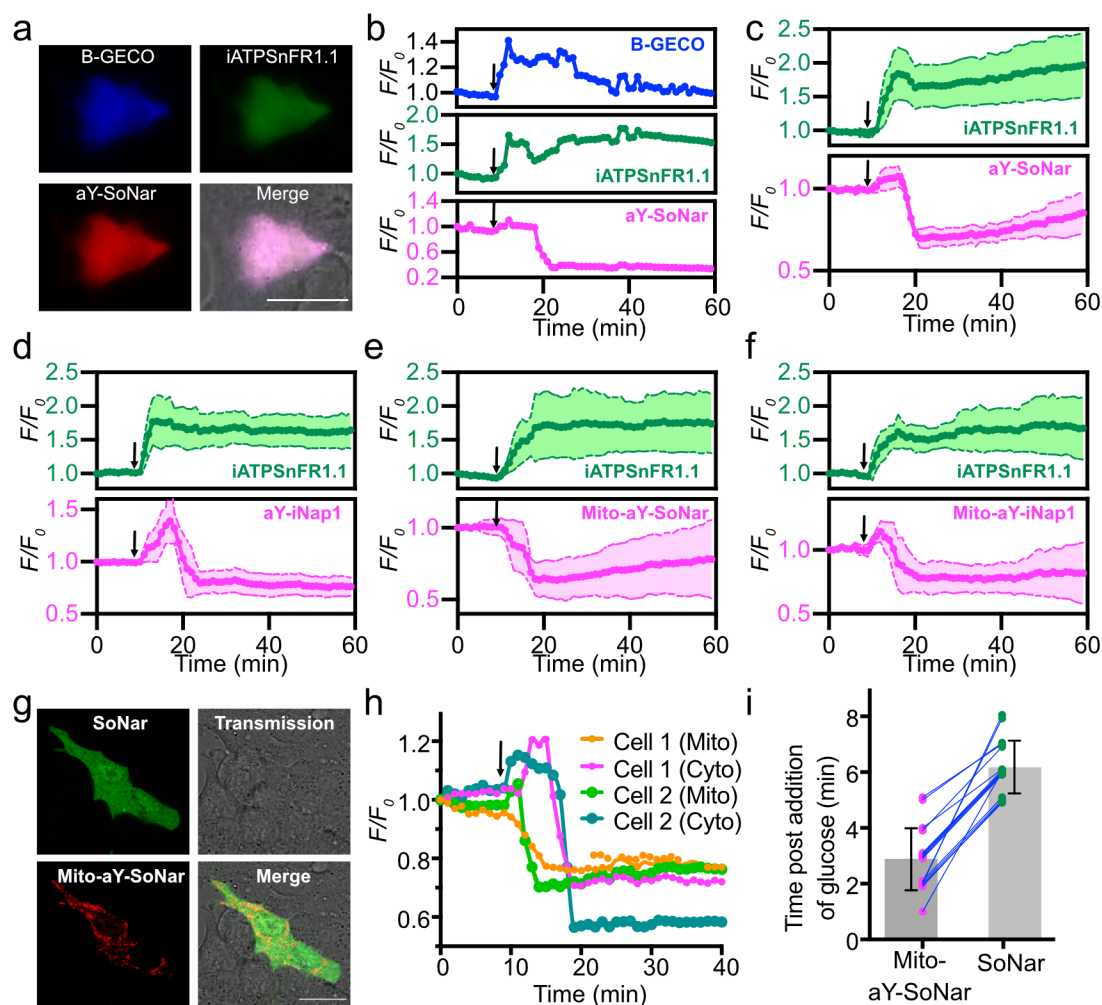 a
B-GECO
iATPSnFR1.1
aY-SoNar
Merge
b
B-GECO
F/F0
1.4
1.2
1.0
iATPSnFR1.1
F/F0
2.0
1.5
1.0
aY-SoNar
F/F0
1.4
1.0
0.6
0.2
0
20
40
60
Time (min)
c
F/F0
2.5
2.0
1.5
1.0
iATPSnFR1.1
aY-SoNar
F/F0
1.0
0.5
0
20
40
60
Time (min)
d
F/F0
2.5
2.0
1.5
1.0
iATPSnFR1.1
aY-iNap1
F/F0
1.5
1.0
0.5
0
20
40
60
Time (min)
e
F/F0
2.5
2.0
1.5
1.0
iATPSnFR1.1
Mito-aY-SoNar
F/F0
1.0
0.5
0
20
40
60
Time (min)
f
F/F0
2.5
2.0
1.5
1.0
iATPSnFR1.1
Mito-aY-iNap1
F/F0
1.5
1.0
0.5
0
20
40
60
Time (min)
g
SoNar
Transmission
Mito-aY-SoNar
Merge
h
F/F0
1.2
1.0
0.8
0.6
Cell 1 (Mito)
Cell 1 (Cyto)
Cell 2 (Mito)
Cell 2 (Cyto)
0
10
20
30
40
Time (min)
i
Time post addition
of glucose (min)
8
6
4
2
0
Mito-
aY-SoNar
SoNar